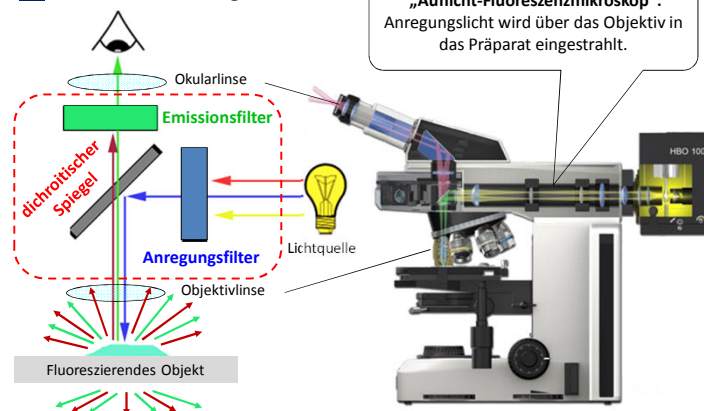 „Auflicht-Fluoreszenzmikroskop“:
Anregungslicht wird über das Objektiv in
das Präparat eingestrahlt.
Okularlinse
Emissionsfilter
dichroitischer
Spiegel
HBO 100
Anregungsfilter
Lichtquelle
Objektivlinse
Fluoreszierendes Objekt